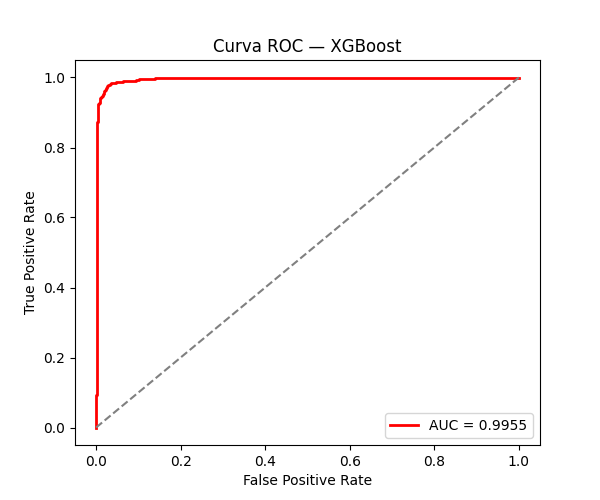 Curva ROC — XGBoost
True Positive Rate
1.0
0.8
0.6
0.4
0.2
0.0
AUC = 0.9955
0.0 0.2 0.4 0.6 0.8 1.0
False Positive Rate